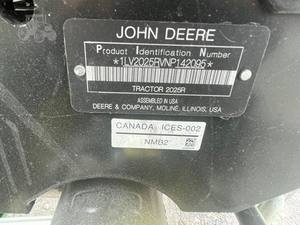 JOHN DEERE
Product Identification Number
*1LV2025RVNP142095*
TRACTOR 2025R
ASSEMBLED IN USA
DEERE & COMPANY, MOLINE, ILLINOIS, USA
CANADA ICES-002
NMB2